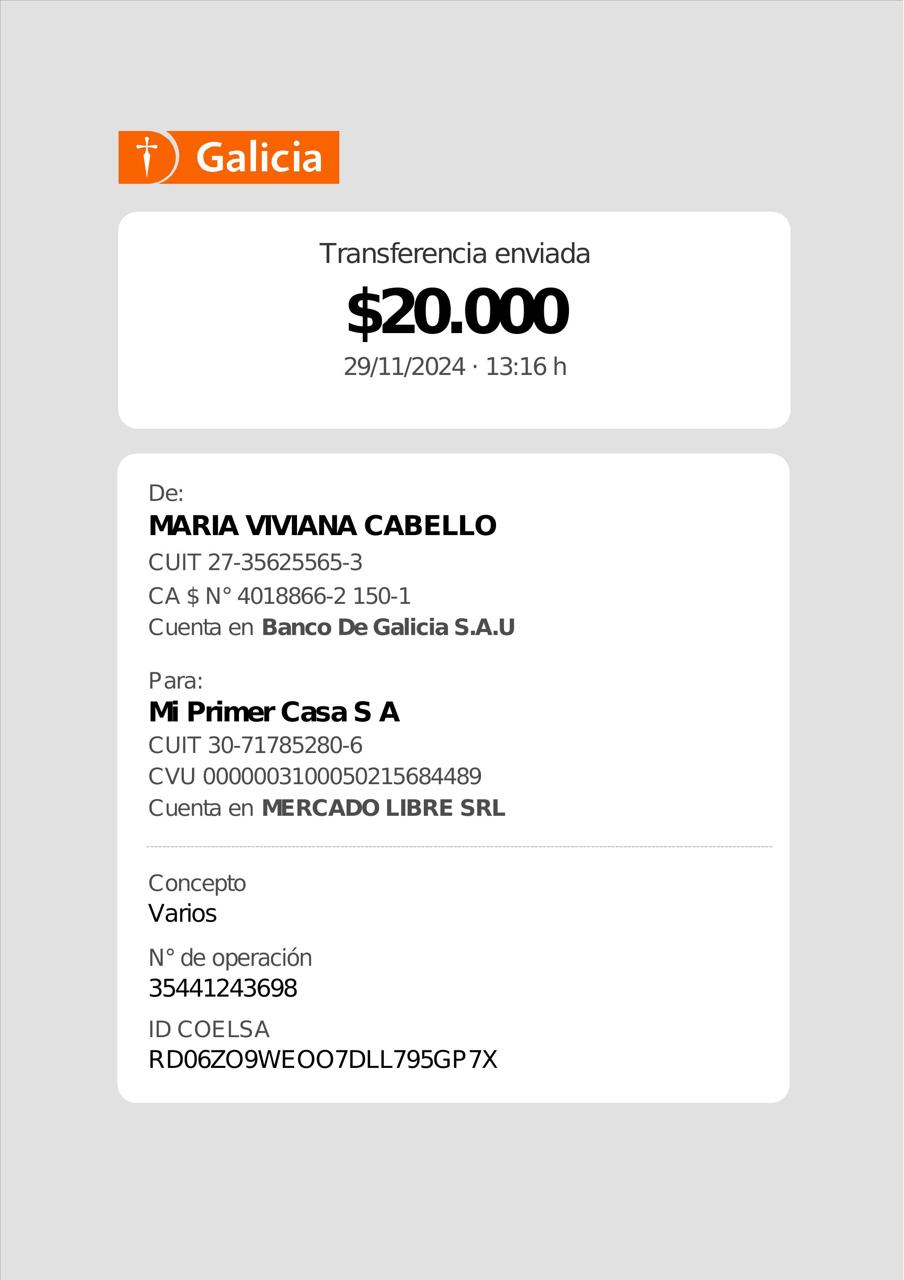 Galicia
Transferencia enviada
$20.000
29/11/2024 · 13:16 h
De:
MARIA VIVIANA CABELLO
CUIT 27-35625565-3
CA $ N° 4018866-2 150-1
Cuenta en Banco De Galicia S.A.U
Para:
Mi Primer Casa S A
CUIT 30-71785280-6
CVU 0000003100050215684489
Cuenta en MERCADO LIBRE SRL
Concepto
Varios
N° de operación
35441243698
ID COELSA
RD06ZO9WEOO7DLL795GP7X